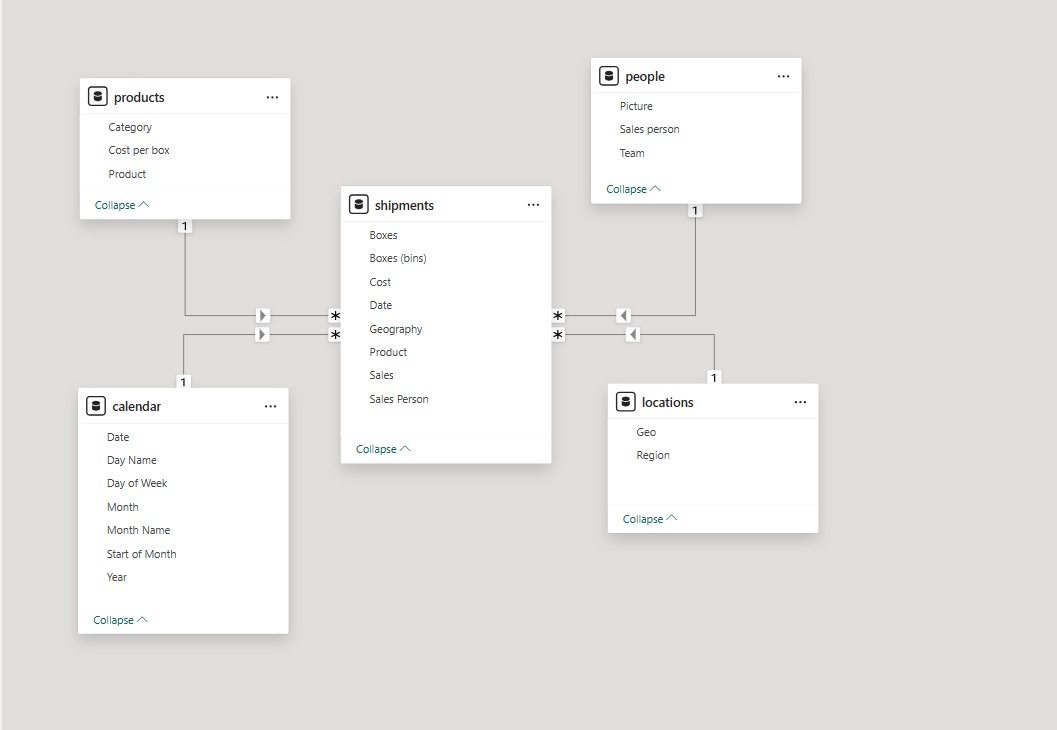 products
Category
Cost per box
Product
Collapse
1
people
Picture
Sales person
Team
Collapse
1
shipments
Boxes
Boxes (bins)
Cost
Date
Geography
Product
Sales
Sales Person
Collapse
*
*
*
*
1
calendar
Date
Day Name
Day of Week
Month
Month Name
Start of Month
Year
Collapse
1
locations
Geo
Region
Collapse